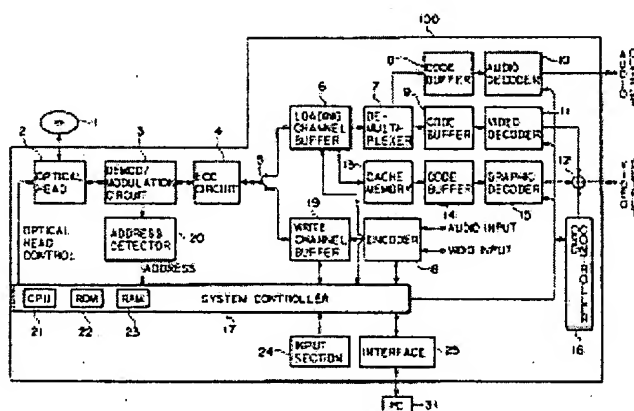 100
8
10
CODE BUFFER
AUDIO DECODER
6
7
9
11
1
2
3
4
LOADING CHANNEL BUFFER
DE-MULTI-PLEXER
CODE BUFFER
VIDEO DECODER
OPTICAL HEAD
DEMOD/MODULATION CIRCUIT
ECC CIRCUIT
5
13
12
CACHE MEMORY
CODE BUFFER
GRAPHIC DECODER
14
15
19
OPTICAL HEAD CONTROL
ADDRESS DETECTOR
20
WRITE CHANNEL BUFFER
ENCODER
AUDIO INPUT
VIDEO INPUT
18
ADDRESS
CPU
ROM
RAM
SYSTEM CONTROLLER
CONTROLLER
21
22
23
17
16
24
INPUT SECTION
INTERFACE
25
PC
31